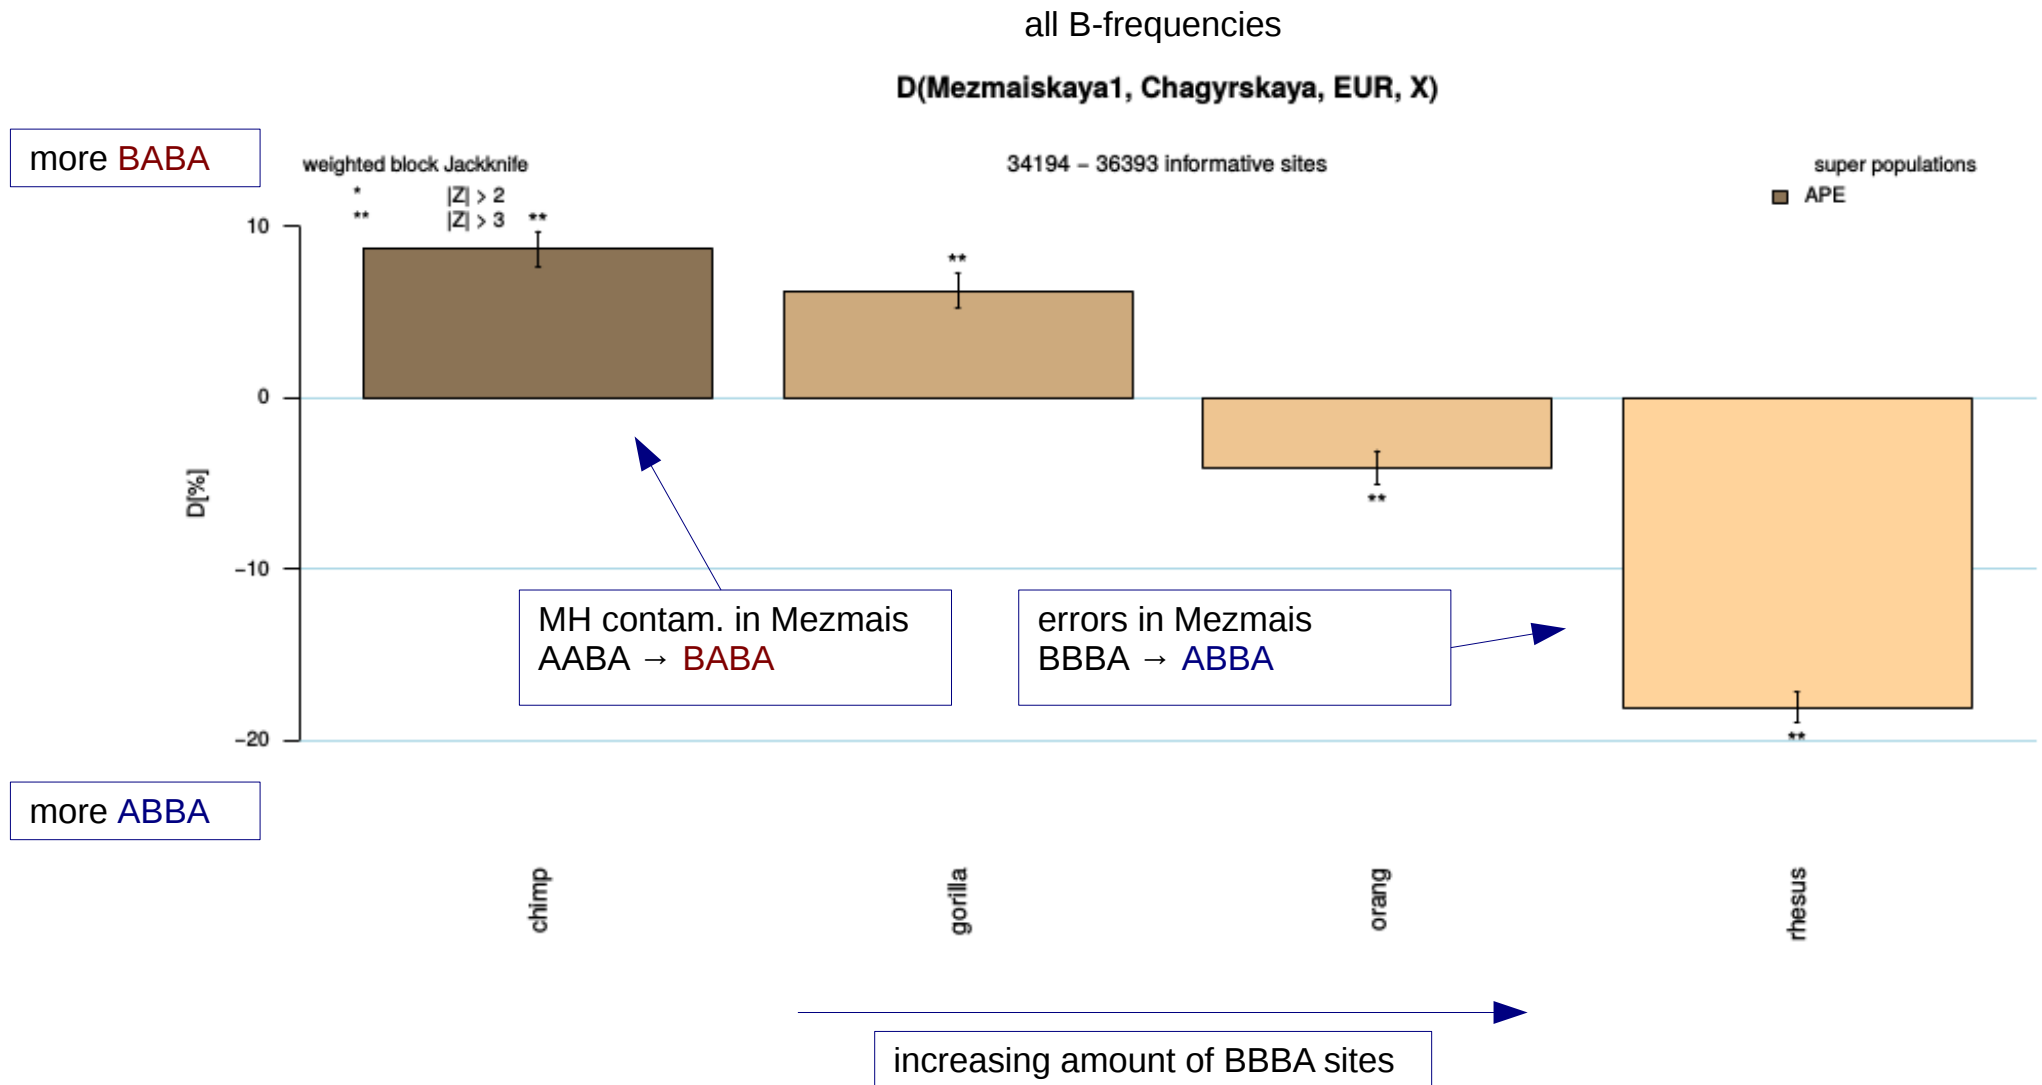 all B-frequencies
D(Mezmaiskaya1, Chagyrskaya, EUR, X)
more BABA
weighted block Jackknife
34194 – 36393 informative sites
super populations
* |Z| > 2
APE
** |Z| > 3
**
10
**
0
**
D[%]
-10
MH contam. in Mezmais
AABA → BABA
errors in Mezmais
BBBA → ABBA
-20
**
more ABBA
chimp
gorilla
orang
rhesus
increasing amount of BBBA sites